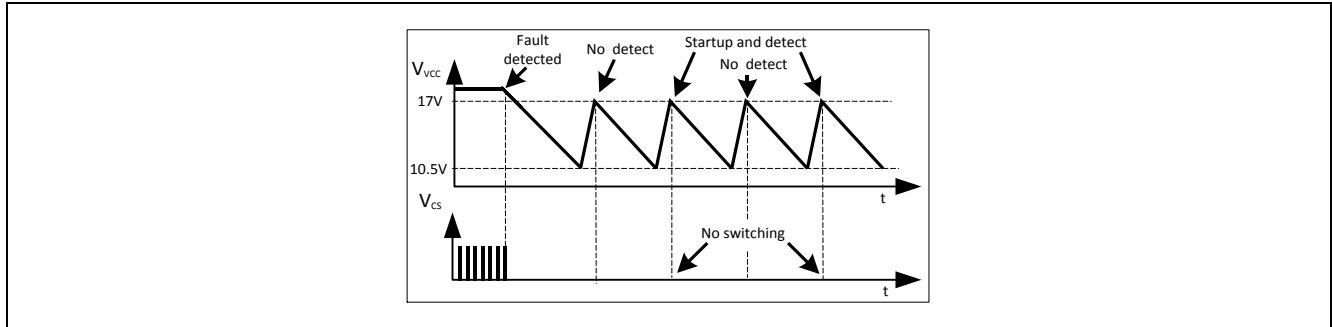 Fault
detected
No detect
Startup and detect
No detect
VVCC
17V
10.5V
t
VCS
No switching
t